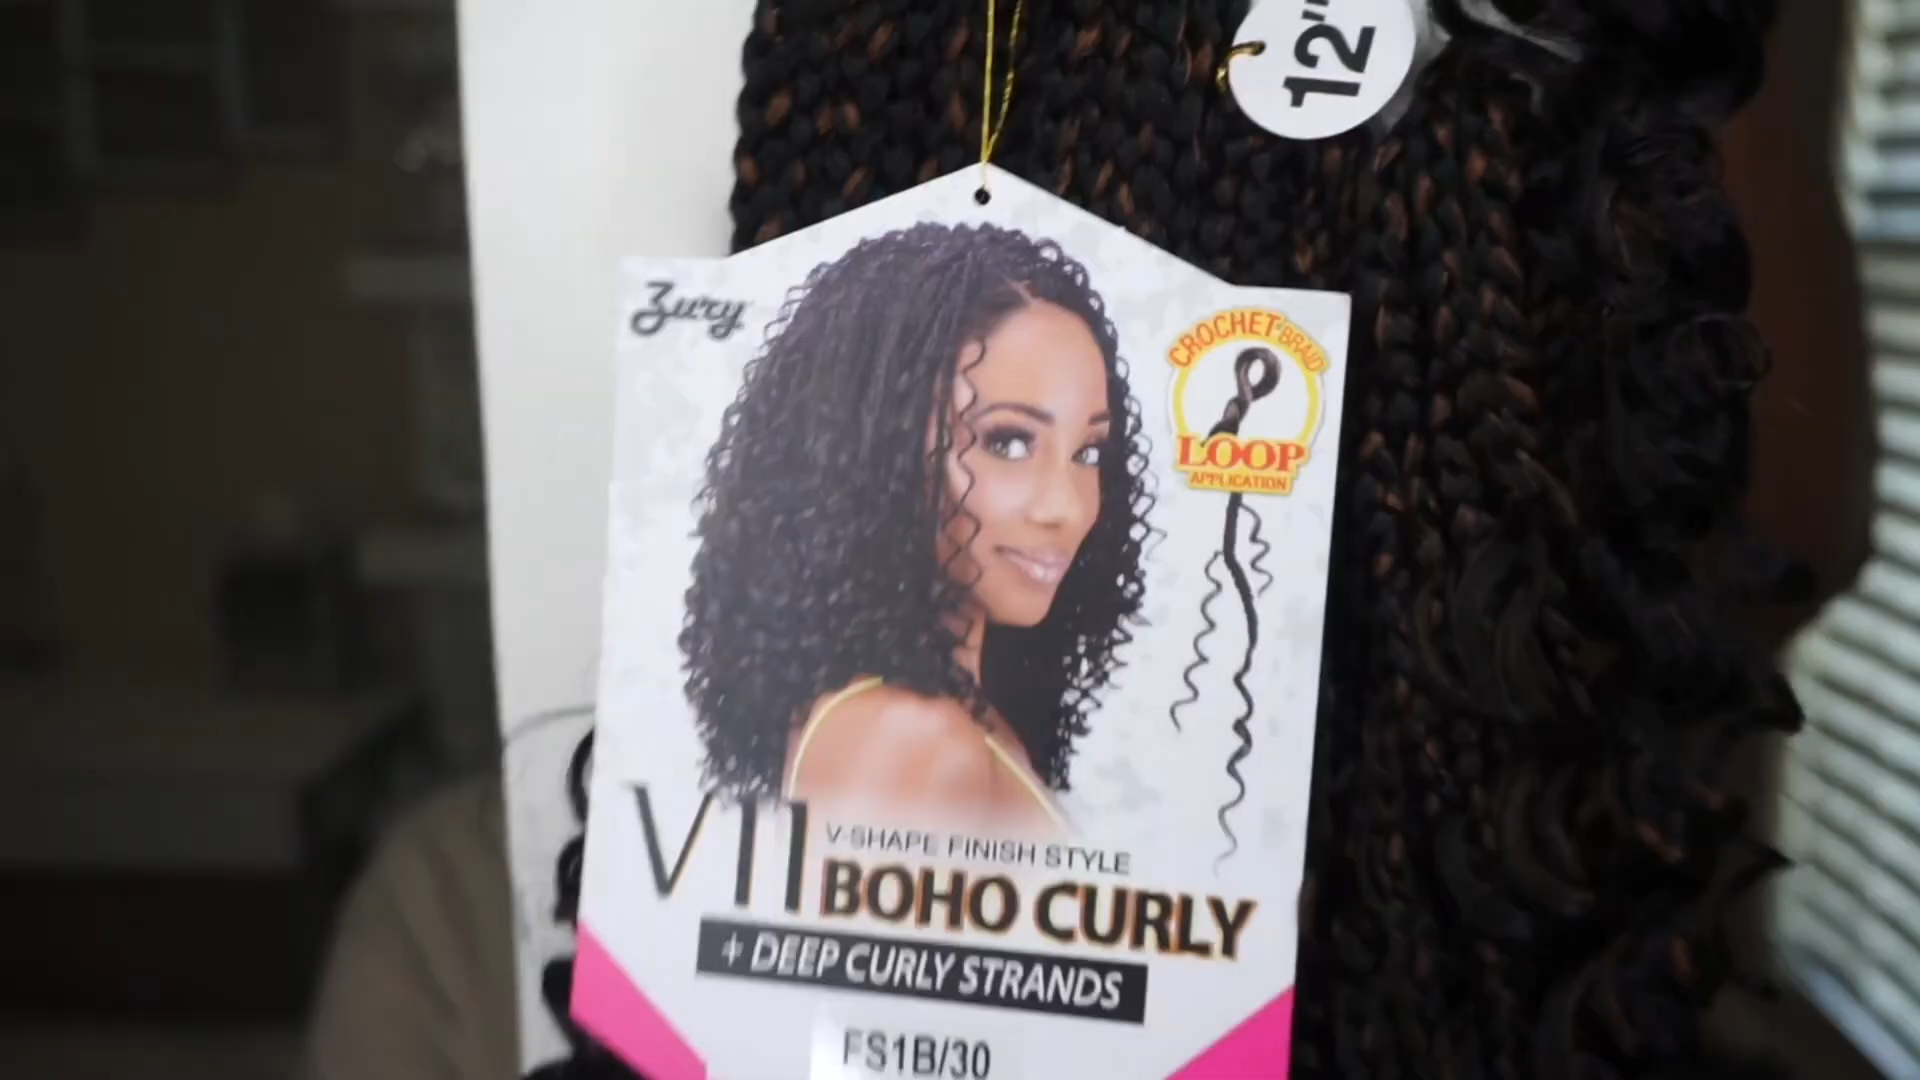 12"
Zury
CROCHET BRAID
LOOP
APPLICATION
VII
V-SHAPE FINISH STYLE
BOHO CURLY
+ DEEP CURLY STRANDS
FS1B/30